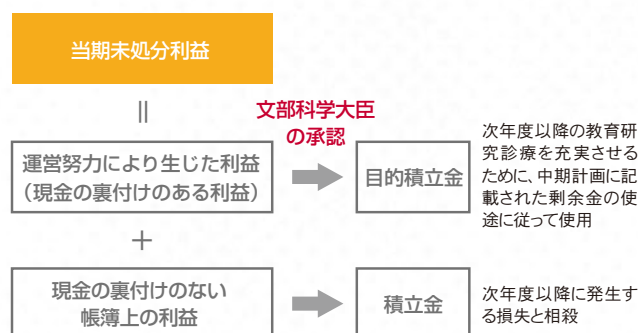 当期未処分利益
||
文部科学大臣
の承認
運営努力により生じた利益
（現金の裏付けのある利益）
目的積立金
次年度以降の教育研
究診療を充実させる
ために、中期計画に記
載された剰余金の使
途に従って使用
＋
現金の裏付けのない
帳簿上の利益
積立金
次年度以降に発生す
る損失と相殺